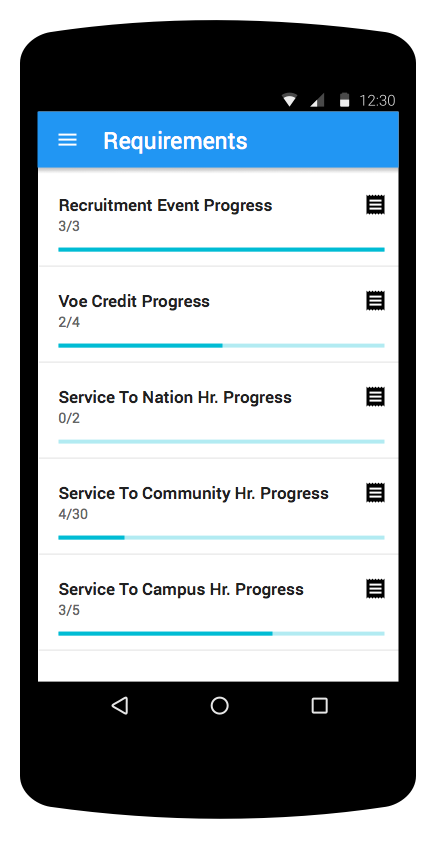 12:30
Requirements
Recruitment Event Progress
3/3
Voe Credit Progress
2/4
Service To Nation Hr. Progress
0/2
Service To Community Hr. Progress
4/30
Service To Campus Hr. Progress
3/5